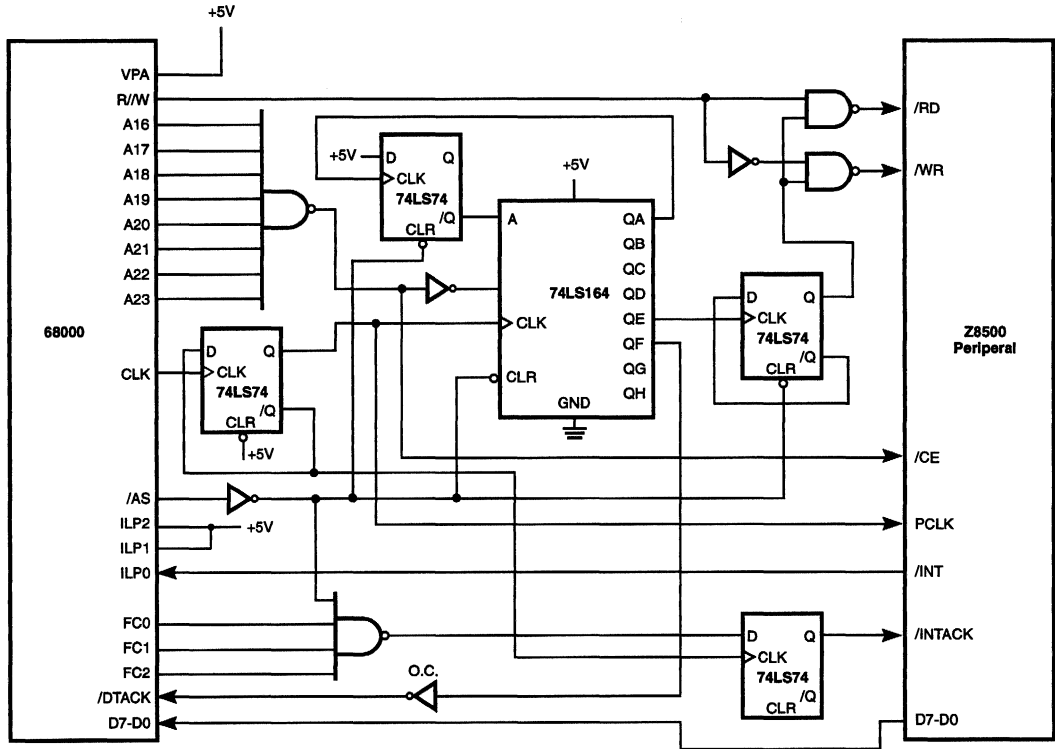 +5V
VPA
R//W
A16
A17
A18
A19
A20
A21
A22
A23
68000
CLK
/AS
ILP2
ILP1
ILP0
FC0
FC1
FC2
/DTACK
D7-D0
+5V
D
Q
CLK
74LS74
/Q
CLR
D
Q
CLK
74LS74
/Q
CLR
+5V
+5V
+5V
A
QA
QB
QC
74LS164
QD
QE
CLK
QF
CLR
QG
QH
GND
D
Q
CLK
74LS74
/Q
CLR
O.C.
D
Q
CLK
74LS74
/Q
CLR
/RD
/WR
Z8500
Periperal
/CE
PCLK
/INT
/INTACK
D7-D0